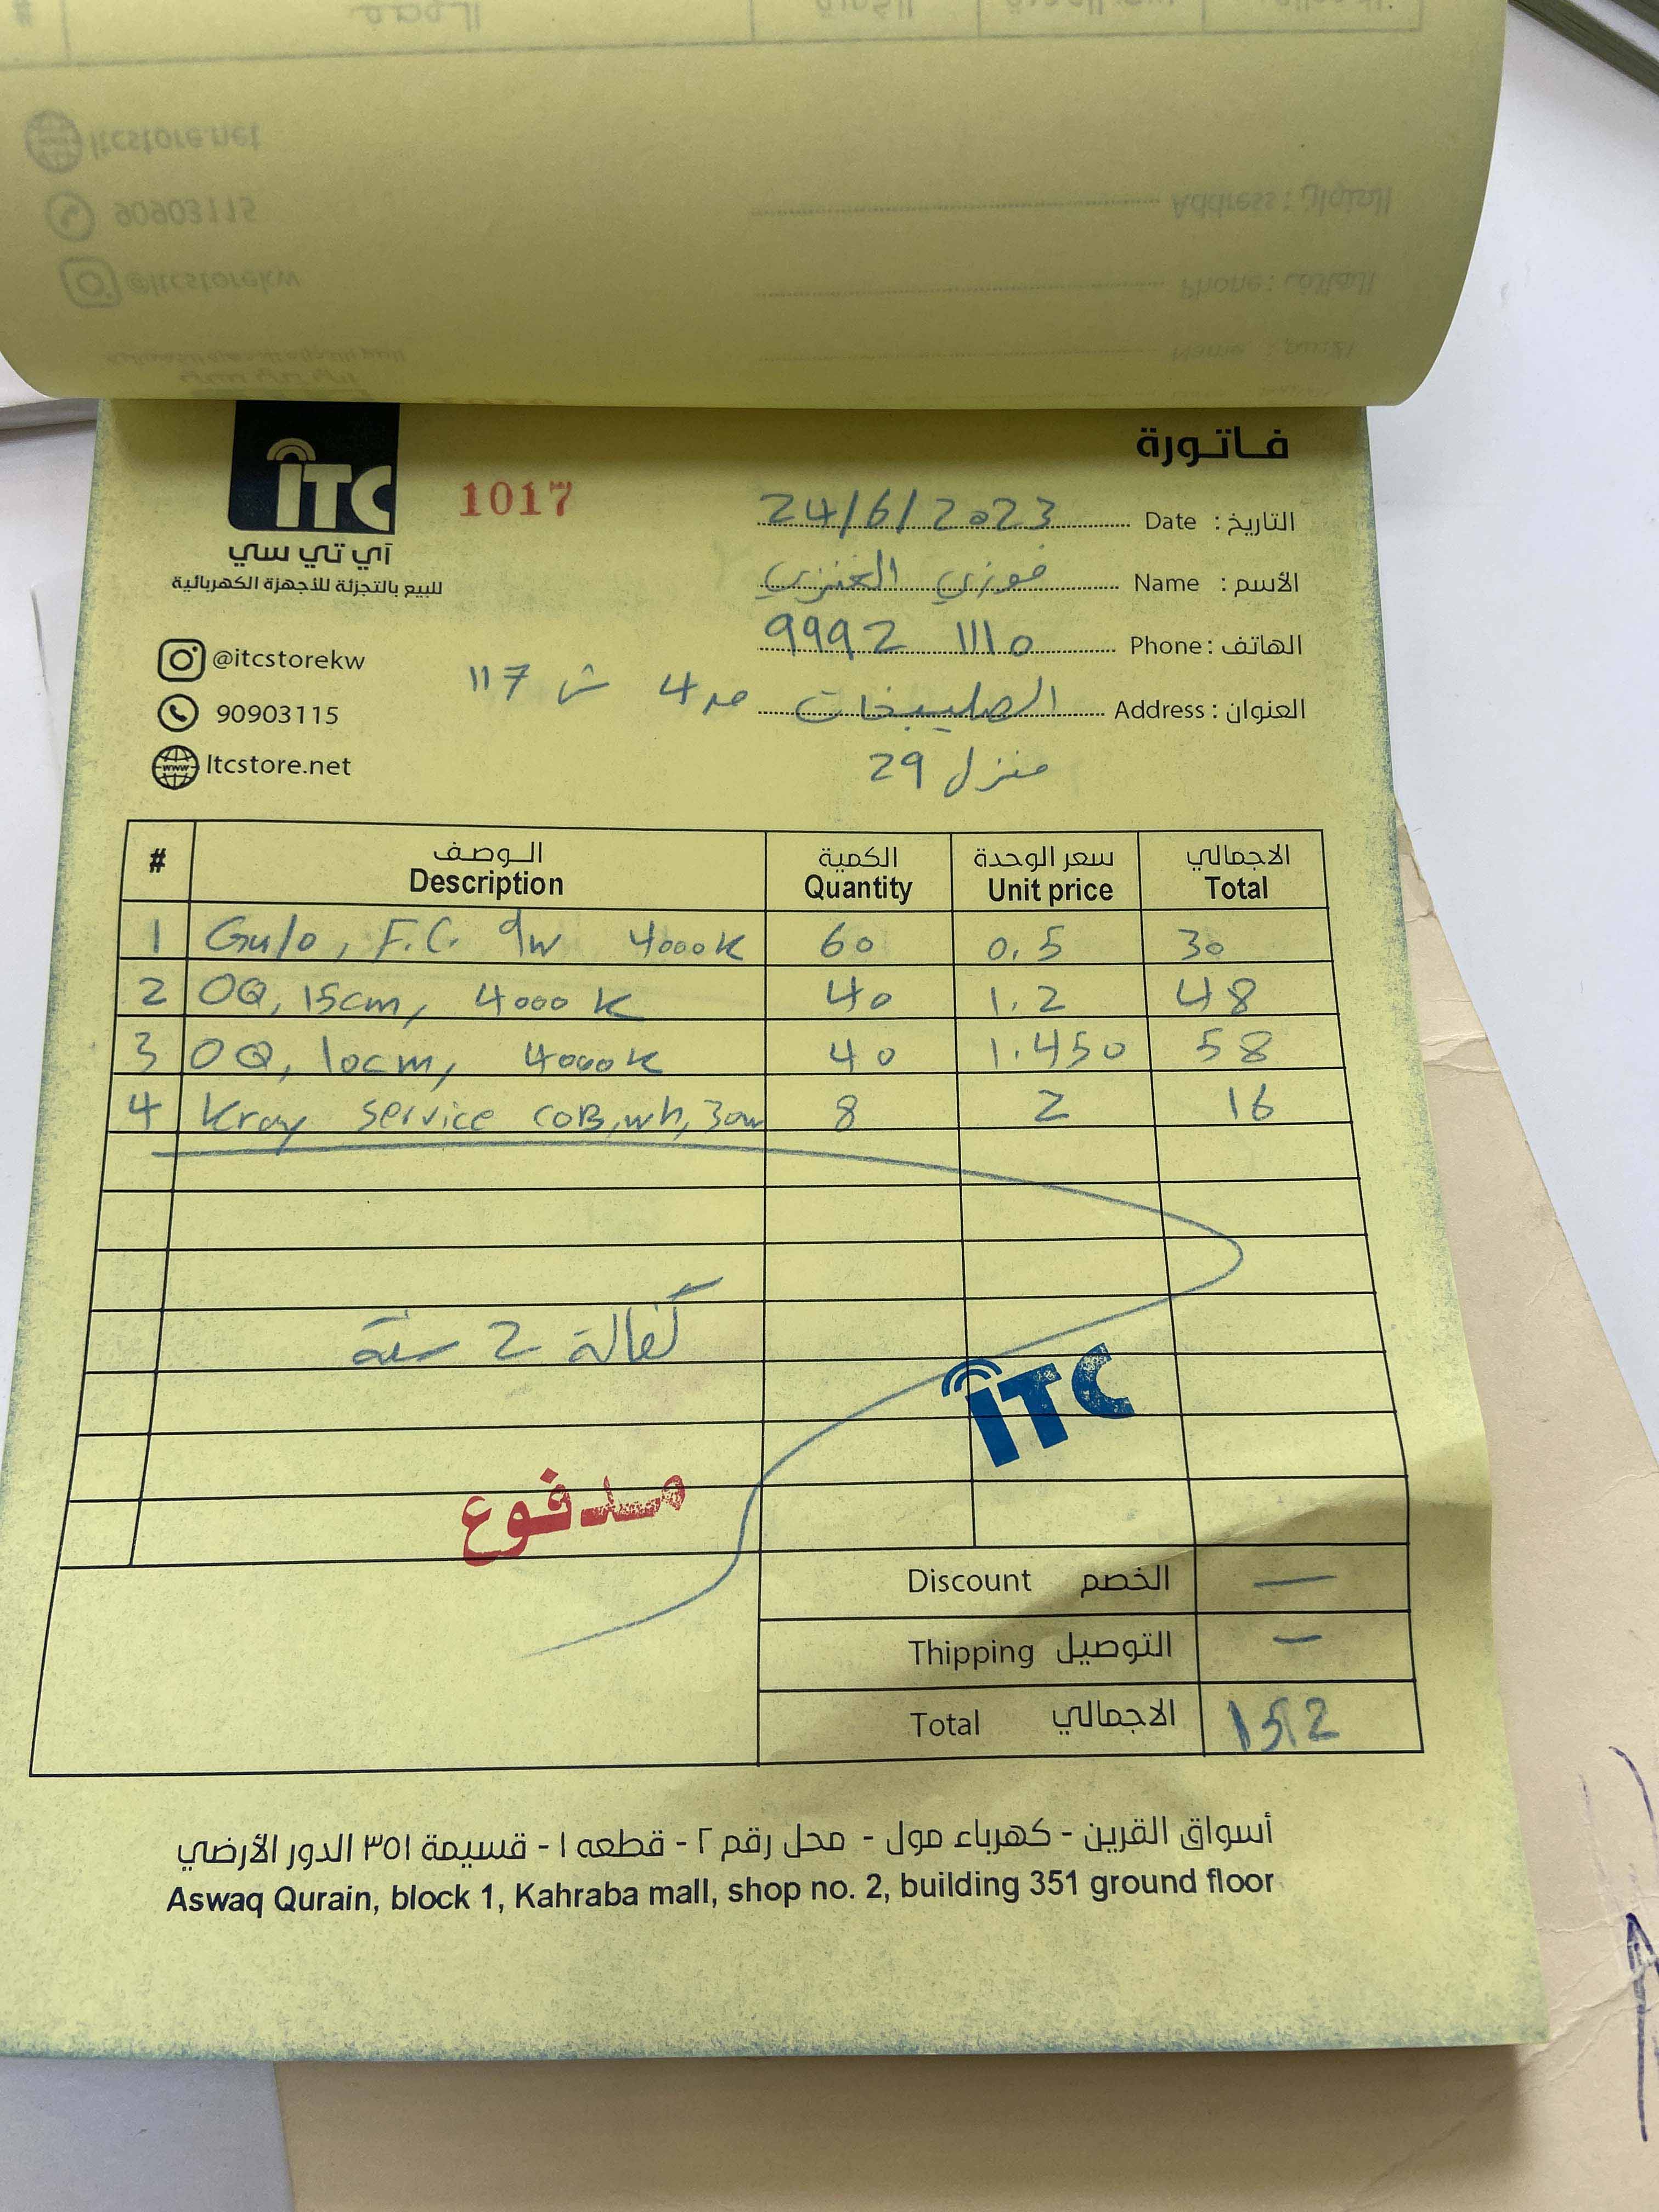 فاتورة
ITC
1017
آي تي سي
للبيع بالتجزئة للأجهزة الكهربائية
@itcstorekw
90903115
Itcstore.net
التاريخ : Date 24/6/2023
الأسم : Name فوزي العنزي
الهاتف : Phone 9992 1110
العنوان : Address الصليبخات ق4 ش 117
منزل 29
# الوصف الكمية سعر الوحدة الاجمالي
Description Quantity Unit price Total
1 Gu10, F.C. 9w 4000K 60 0.5 30
2 OQ, 15cm, 4000K 40 1.2 48
3 OQ, 10cm, 4000K 40 1.450 58
4 Kray service COB, wh, 30w 8 2 16
كفالة 2 سنة
ITC
مدفوع
Discount الخصم —
Thipping التوصيل —
Total الاجمالي 152
أسواق القرين - كهرباء مول - محل رقم ٢ - قطعه ١ - قسيمة ٣٥١ الدور الأرضي
Aswaq Qurain, block 1, Kahraba mall, shop no. 2, building 351 ground floor